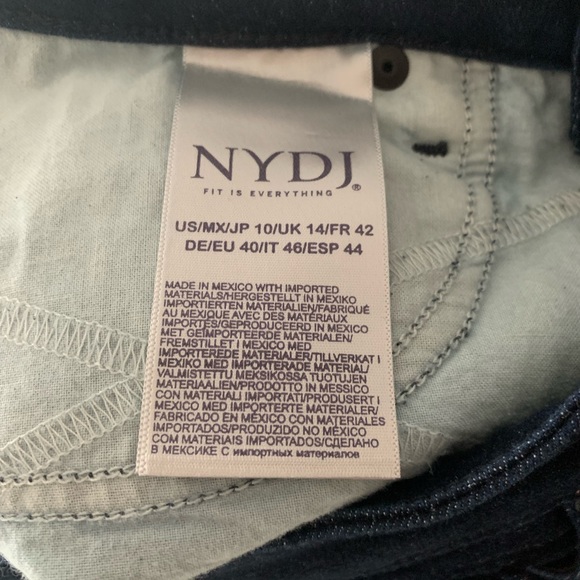 NYDJ®
FIT IS EVERYTHING
US/MX/JP 10/UK 14/FR 42
DE/EU 40/IT 46/ESP 44
MADE IN MEXICO WITH IMPORTED
MATERIALS/HERGESTELLT IN MEXIKO
IMPORTIERTEN MATERIALIEN/FABRIQUÉ
AU MEXIQUE AVEC DES MATÉRIAUX
IMPORTÉS/GEPRODUCEERD IN MEXICO
MET GEÏMPORTEERDE MATERIALEN/
FREMSTILLET I MEXICO MED
IMPORTEREDE MATERIALER/TILLVERKAT I
MEXIKO MED IMPORTERADE MATERIAL/
VALMISTETTU MEKSIKOSSA TUOTUJEN
MATERIAALIEN/PRODOTTO IN MESSICO
CON MATERIALI IMPORTATI/PRODUSERT I
MEXICO MED IMPORTERTE MATERIALER/
FABRICADO EN MÉXICO CON MATERIALES
IMPORTADOS/PRODUZIDO NO MÉXICO
COM MATERIAIS IMPORTADOS/СДЕЛАНО
В МЕКСИКЕ С импортных материалов